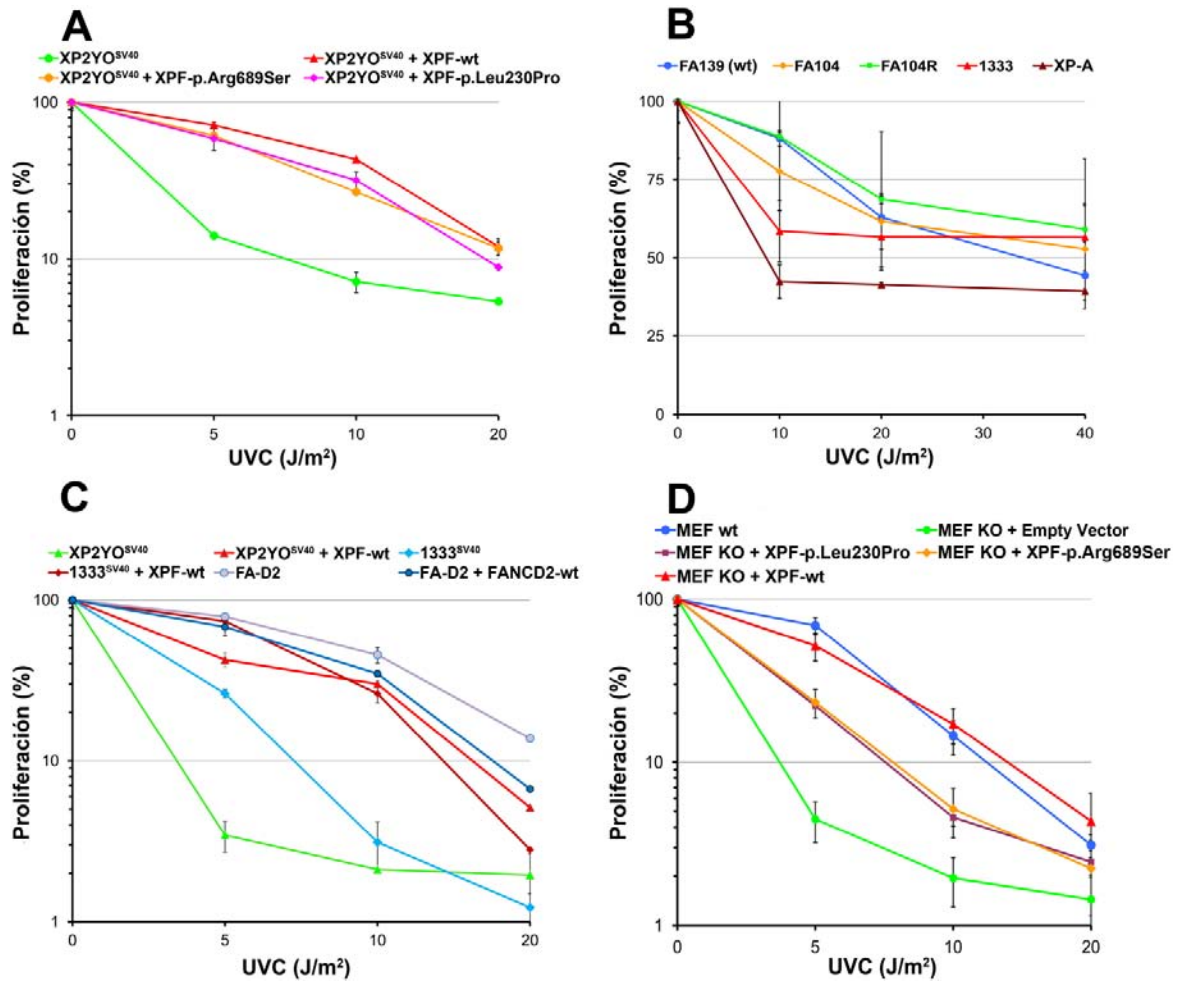 A
XP2YO^SV40 XP2YO^SV40 + XPF-wt
XP2YO^SV40 + XPF-p.Arg689Ser XP2YO^SV40 + XPF-p.Leu230Pro
Proliferación (%)
100
10
1
0 5 10 20
UVC (J/m²)
B
FA139 (wt) FA104 FA104R 1333 XP-A
Proliferación (%)
100
75
50
25
0
0 10 20 30 40
UVC (J/m²)
C
XP2YO^SV40 XP2YO^SV40 + XPF-wt 1333^SV40
1333^SV40 + XPF-wt FA-D2 FA-D2 + FANCD2-wt
Proliferación (%)
100
10
1
0 5 10 20
UVC (J/m²)
D
MEF wt MEF KO + Empty Vector
MEF KO + XPF-p.Leu230Pro MEF KO + XPF-p.Arg689Ser
MEF KO + XPF-wt
Proliferación (%)
100
10
1
0 5 10 20
UVC (J/m²)